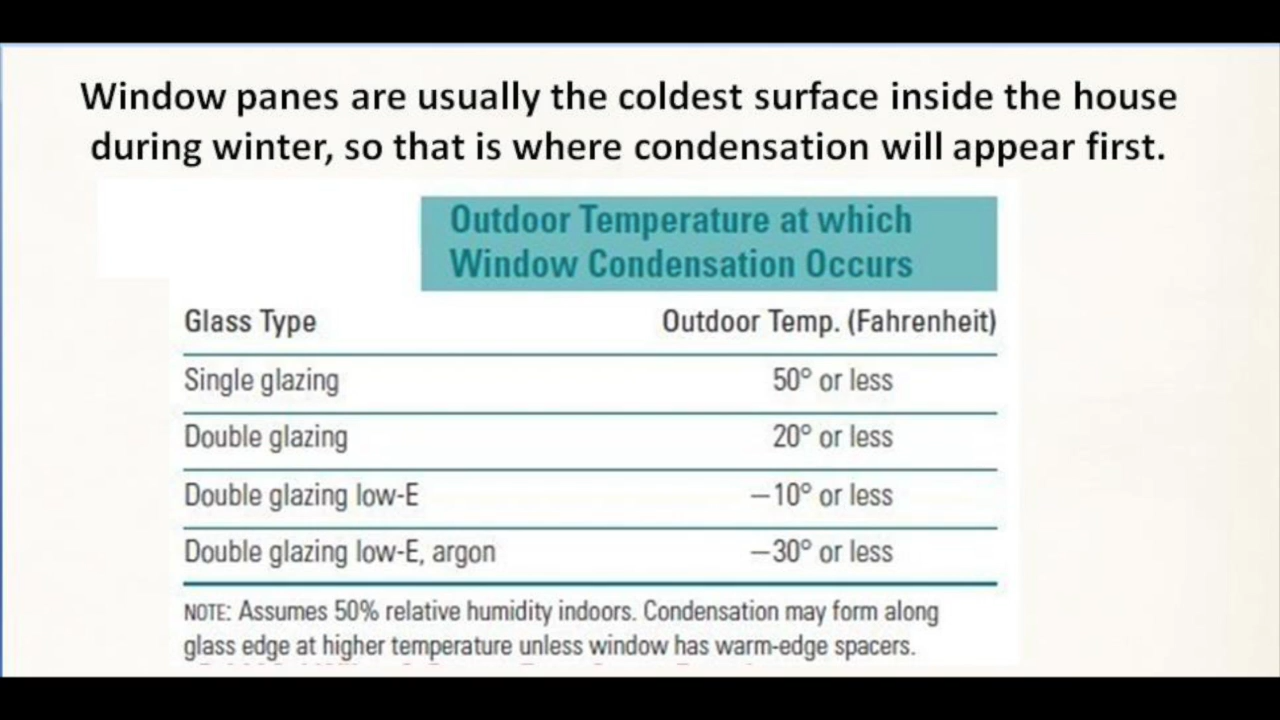 Window panes are usually the coldest surface inside the house
during winter, so that is where condensation will appear first.
Outdoor Temperature at which
Window Condensation Occurs
Glass Type Outdoor Temp. (Fahrenheit)
Single glazing 50° or less
Double glazing 20° or less
Double glazing low-E —10° or less
Double glazing low-E, argon —30° or less
NOTE: Assumes 50% relative humidity indoors. Condensation may form along
glass edge at higher temperature unless window has warm-edge spacers.